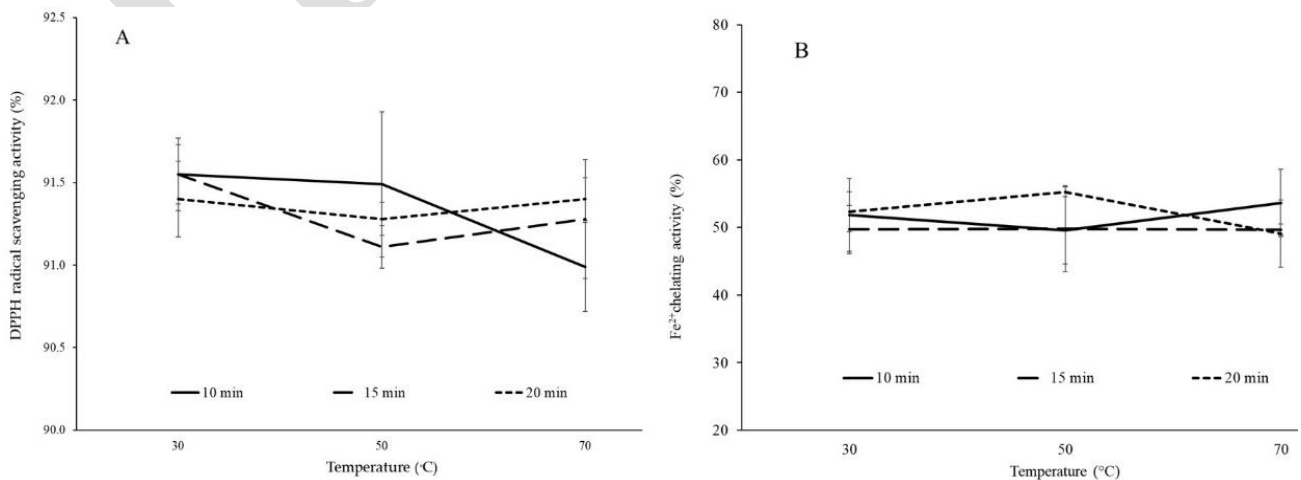 A
DPPH radical scavenging activity (%)
92.5
92.0
91.5
91.0
90.5
90.0
10 min
15 min
20 min
30
50
70
Temperature (°C)
B
Fe²⁺chelating activity (%)
80
70
60
50
40
30
20
10 min
15 min
20 min
30
50
70
Temperature (°C)